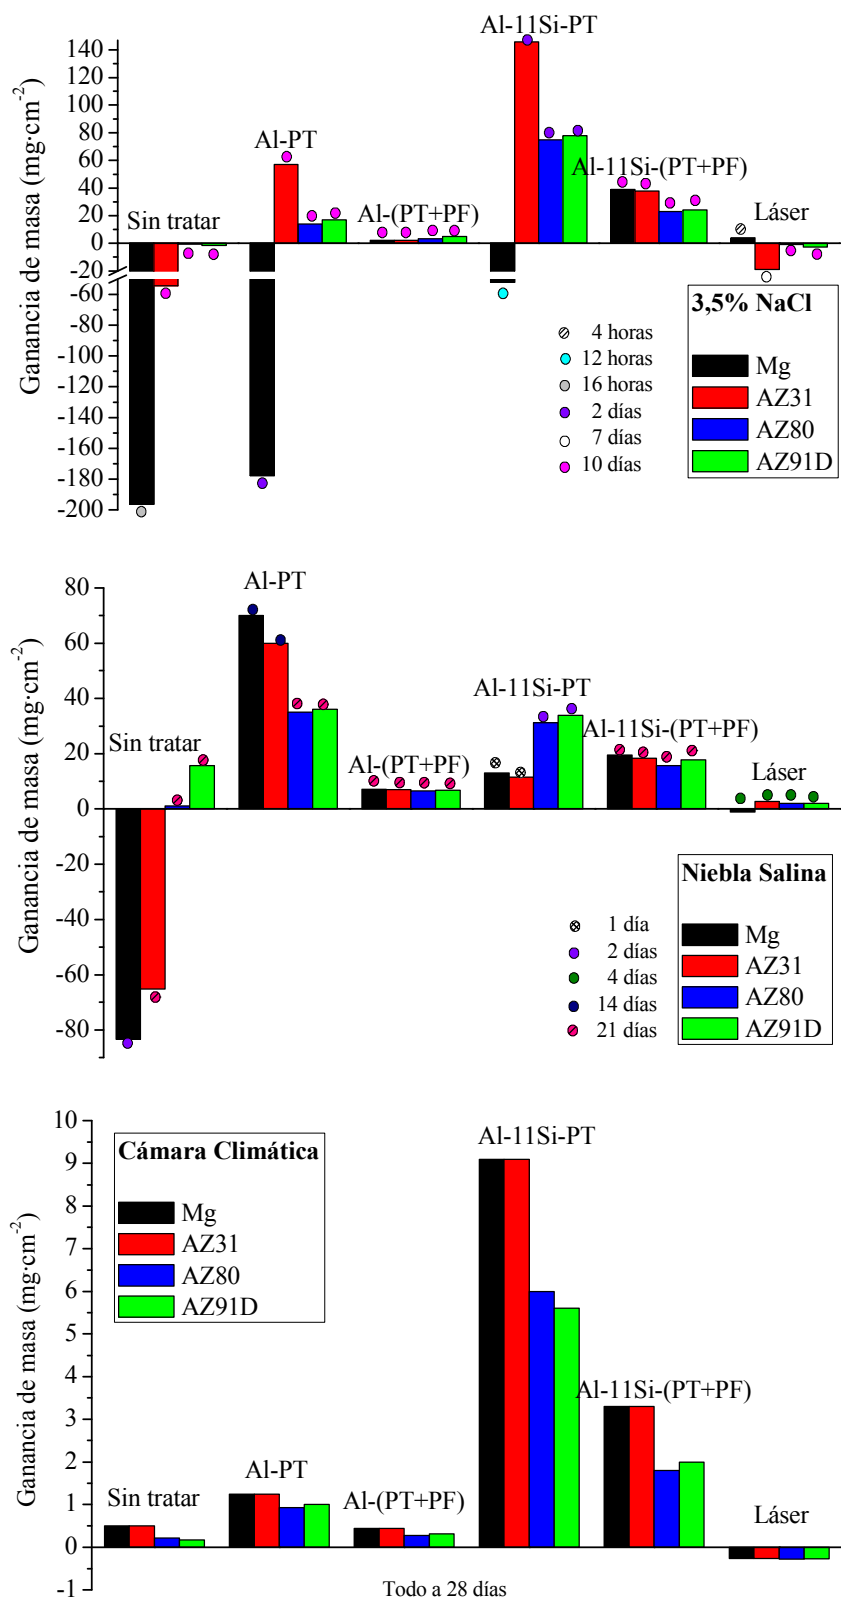 Ganancia de masa (mg·cm-2)
140
120
100
80
60
40
20
0
-20
-60
-80
-100
-120
-140
-160
-180
-200
Sin tratar
Al-PT
Al-(PT+PF)
Al-11Si-PT
Al-11Si-(PT+PF)
Láser
4 horas
12 horas
16 horas
2 días
7 días
10 días
3,5% NaCl
Mg
AZ31
AZ80
AZ91D
Ganancia de masa (mg·cm-2)
80
60
40
20
0
-20
-40
-60
-80
Sin tratar
Al-PT
Al-(PT+PF)
Al-11Si-PT
Al-11Si-(PT+PF)
Láser
1 día
2 días
4 días
14 días
21 días
Niebla Salina
Mg
AZ31
AZ80
AZ91D
Ganancia de masa (mg·cm-2)
10
9
8
7
6
5
4
3
2
1
0
-1
Cámara Climática
Mg
AZ31
AZ80
AZ91D
Sin tratar
Al-PT
Al-(PT+PF)
Al-11Si-PT
Al-11Si-(PT+PF)
Láser
Todo a 28 días